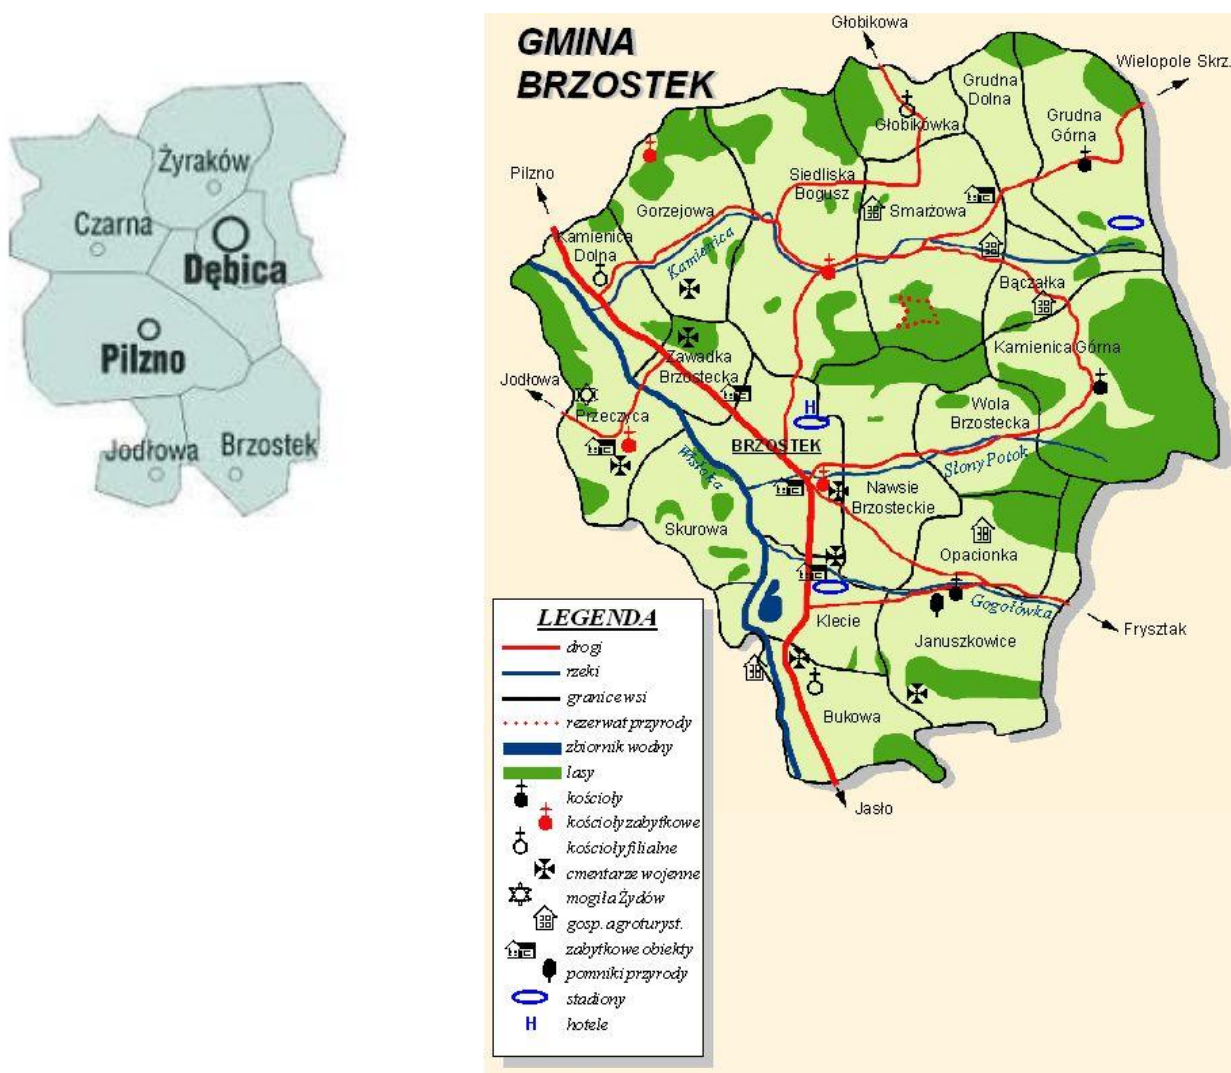 Żyraków
Czarna
Dębica
Pilzno
Jodłowa
Brzostek
GMINA
BRZOSTEK
Głobikowa
Wielopole Skrz.
Grudna
Dolna
Grudna
Górna
Głobikówka
Pilzno
Siedliska
Bogusz
Gorzejowa
Smarżowa
Kamienica
Dolna
Kamienica
Bączałka
Kamienica Górna
Zawadka
Brzostecka
Jodłowa
Przeczyca
H
Wola
Brzostecka
BRZOSTEK
Wisłoka
Słony Potok
Nawsie
Brzosteckie
Skurowa
Opacionka
Gogołówka
Klecie
Frysztak
Januszkowice
Bukowa
Jasło
LEGENDA
drogi
rzeki
granice wsi
rezerwat przyrody
zbiornik wodny
lasy
kościoły
kościoły zabytkowe
kościoły filialne
cmentarze wojenne
mogiła Żydów
gosp. agroturyst.
zabytkowe obiekty
pomniki przyrody
stadiony
H hotele